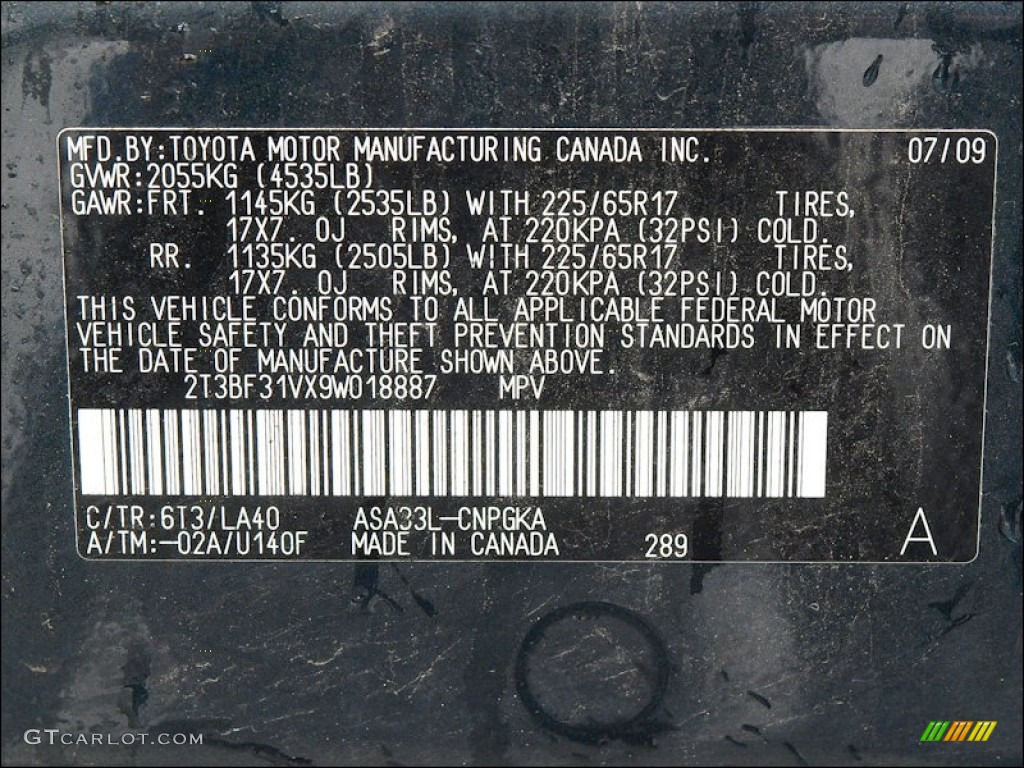 MFD.BY:TOYOTA MOTOR MANUFACTURING CANADA INC. 07/09
GVWR:2055KG (4535LB)
GAWR:FRT. 1145KG (2535LB) WITH 225/65R17 TIRES,
17X7. 0J RIMS, AT 220KPA (32PSI) COLD.
RR. 1135KG (2505LB) WITH 225/65R17 TIRES,
17X7. 0J RIMS, AT 220KPA (32PSI) COLD.
THIS VEHICLE CONFORMS TO ALL APPLICABLE FEDERAL MOTOR
VEHICLE SAFETY AND THEFT PREVENTION STANDARDS IN EFFECT ON
THE DATE OF MANUFACTURE SHOWN ABOVE.
2T3BF31VX9W018887 MPV
C/TR:6T3/LA40 ASA33L-CNPGKA
A/TM:-02A/U140F MADE IN CANADA 289 A
GTCARLOT.COM